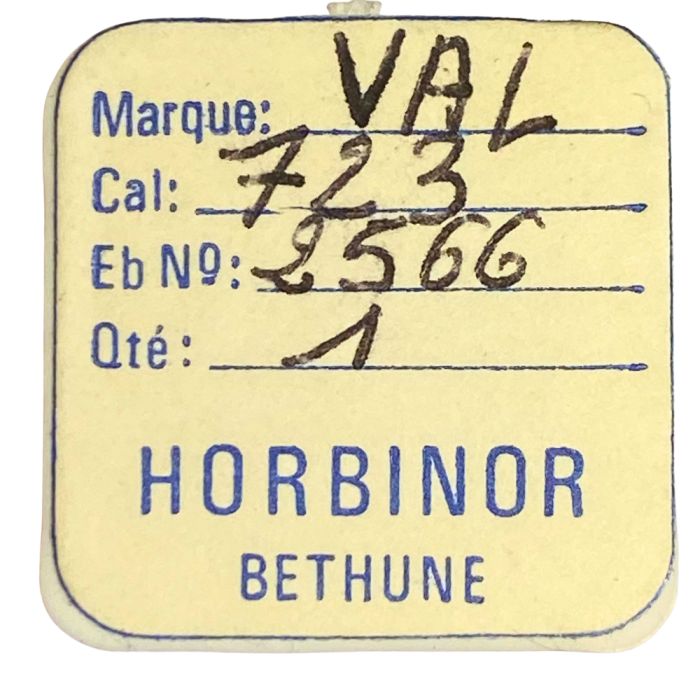 Marque: VAL
Cal: 723
Eb Nº: 2566
Qté: 1
HORBINOR
BETHUNE